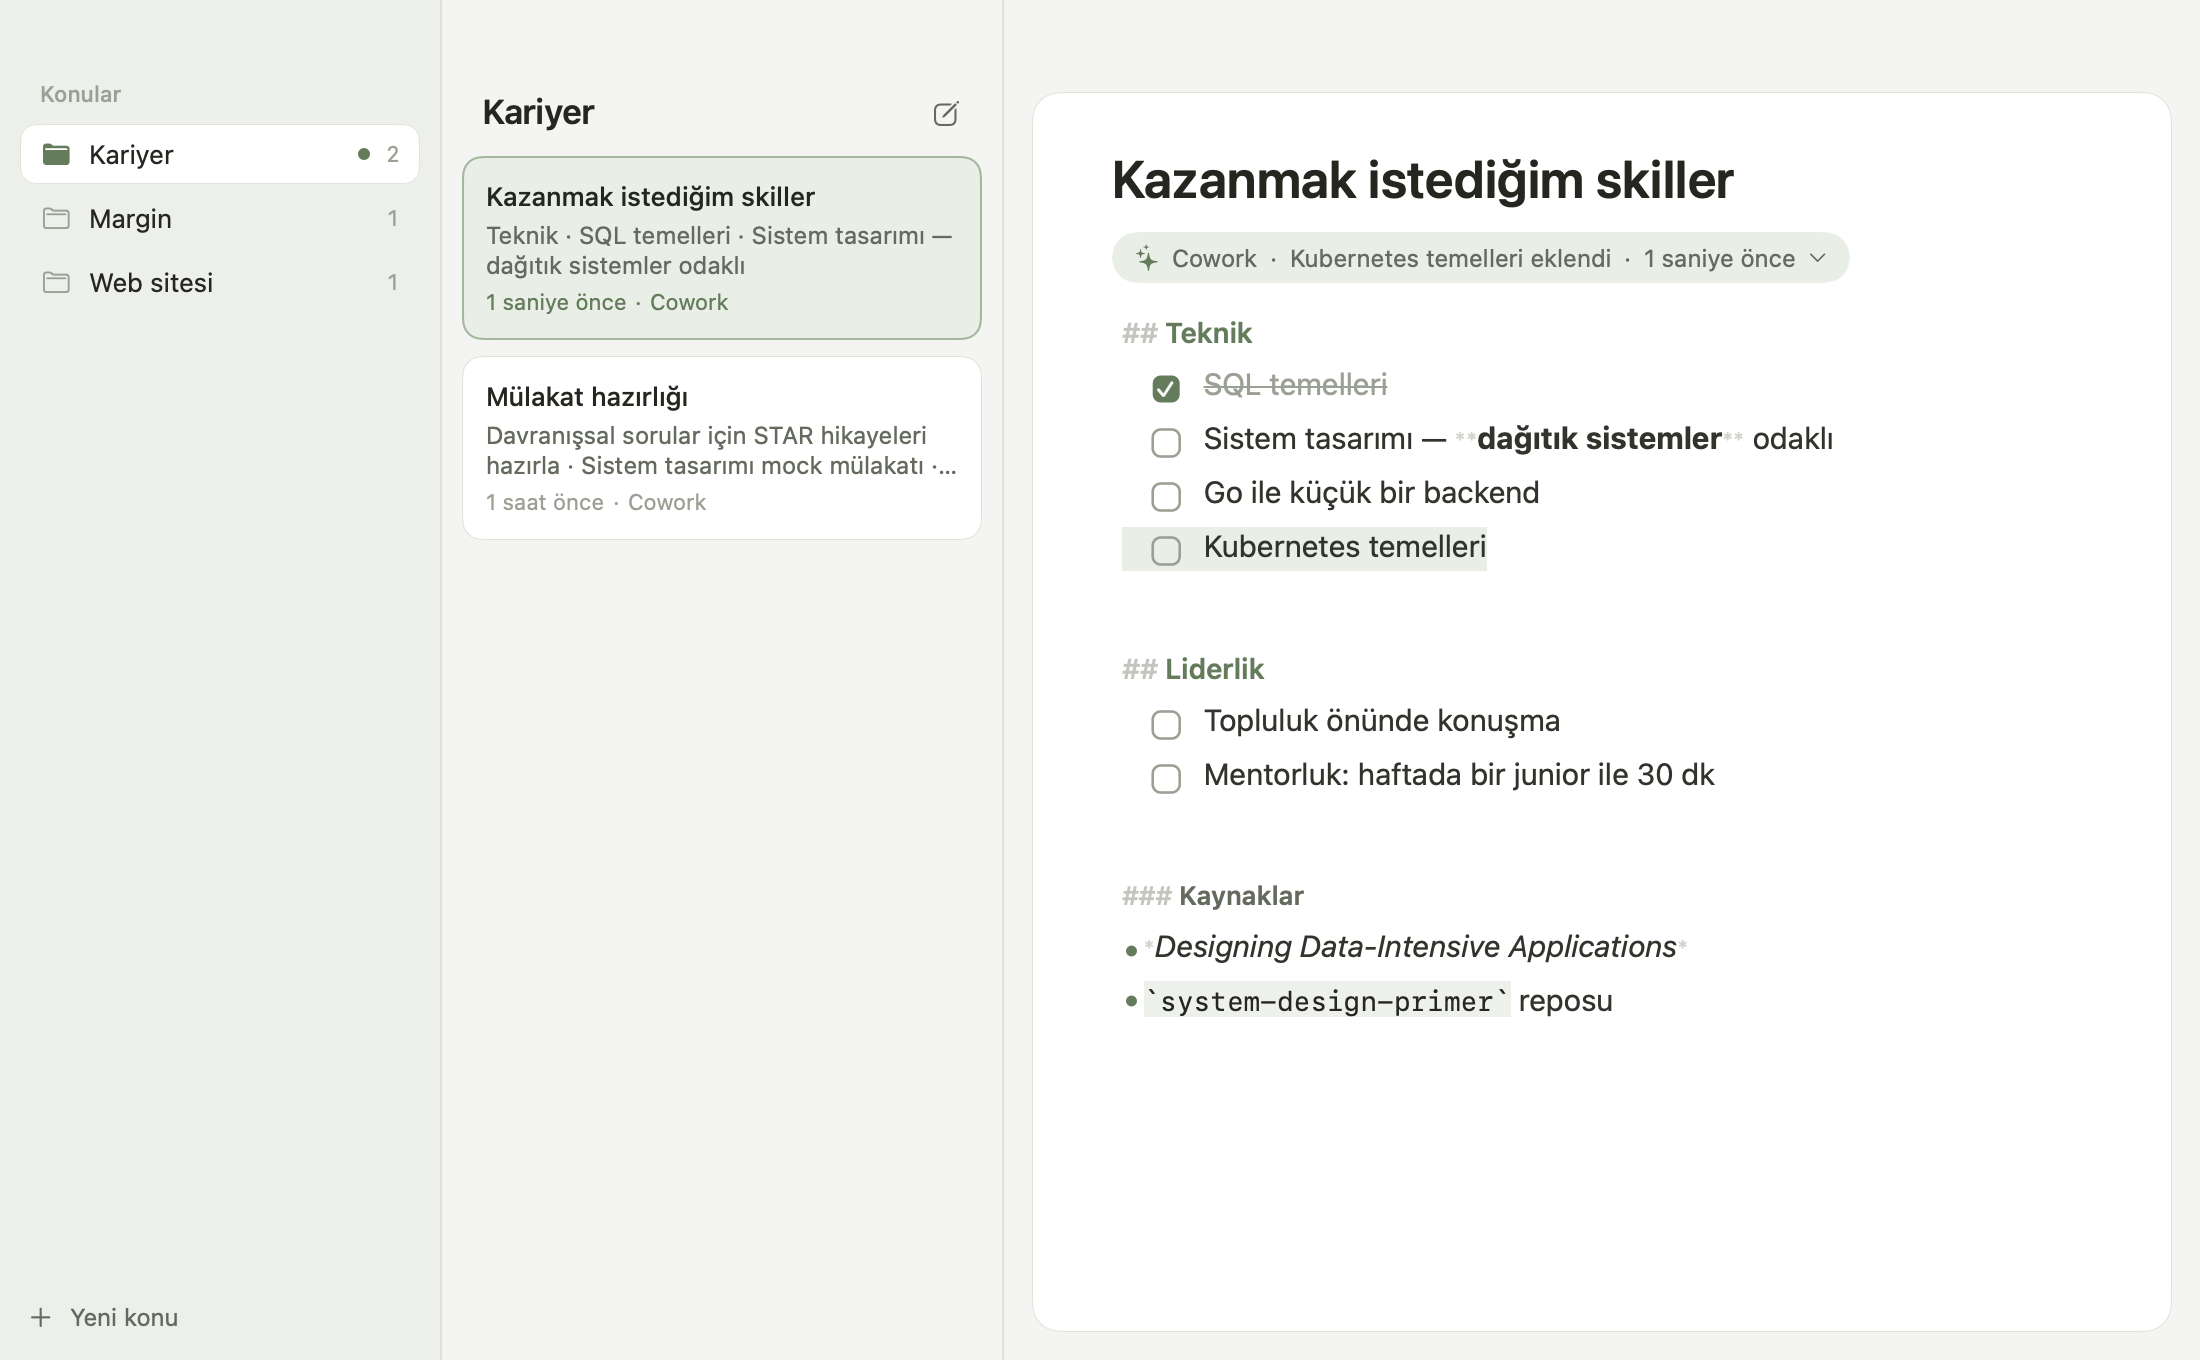 Konular
Kariyer 2
Margin 1
Web sitesi 1
Yeni konu
Kariyer
Kazanmak istediğim skiller
Teknik · SQL temelleri · Sistem tasarımı —
dağıtık sistemler odaklı
1 saniye önce · Cowork
Mülakat hazırlığı
Davranışsal sorular için STAR hikayeleri
hazırla · Sistem tasarımı mock mülakatı ·...
1 saat önce · Cowork
Kazanmak istediğim skiller
Cowork · Kubernetes temelleri eklendi · 1 saniye önce
## Teknik
SQL temelleri
Sistem tasarımı — **dağıtık sistemler** odaklı
Go ile küçük bir backend
Kubernetes temelleri
## Liderlik
Topluluk önünde konuşma
Mentorluk: haftada bir junior ile 30 dk
### Kaynaklar
*Designing Data-Intensive Applications*
`system-design-primer` reposu